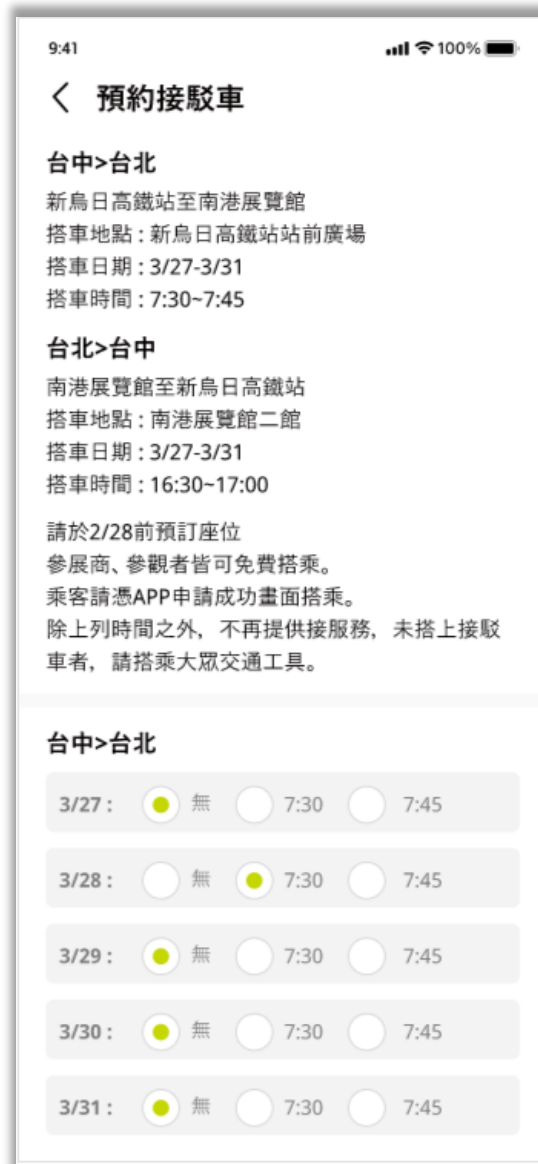 9:41 100%
預約接駁車
台中>台北
新烏日高鐵站至南港展覽館
搭車地點 : 新烏日高鐵站站前廣場
搭車日期 : 3/27-3/31
搭車時間 : 7:30~7:45
台北>台中
南港展覽館至新烏日高鐵站
搭車地點 : 南港展覽館二館
搭車日期 : 3/27-3/31
搭車時間 : 16:30~17:00
請於2/28前預訂座位
參展商、參觀者皆可免費搭乘。
乘客請憑APP申請成功畫面搭乘。
除上列時間之外，不再提供接服務，未搭上接駁
車者，請搭乘大眾交通工具。
台中>台北
3/27 : 無 7:30 7:45
3/28 : 無 7:30 7:45
3/29 : 無 7:30 7:45
3/30 : 無 7:30 7:45
3/31 : 無 7:30 7:45